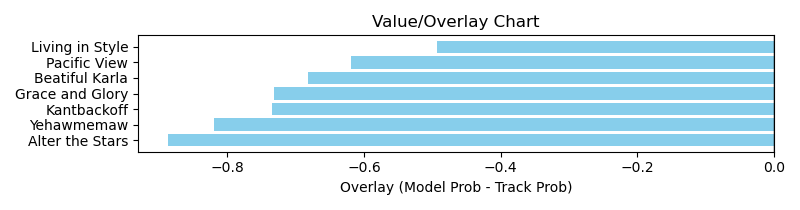 Value/Overlay Chart
Living in Style
Pacific View
Beatiful Karla
Grace and Glory
Kantbackoff
Yehawmemaw
Alter the Stars
−0.8 −0.6 −0.4 −0.2 0.0
Overlay (Model Prob - Track Prob)